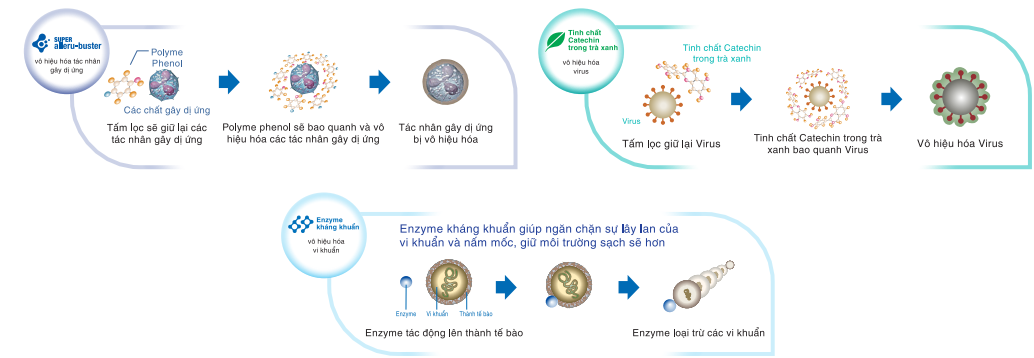 SUPER
alleru-buster
vô hiệu hóa tác nhân
gây dị ứng
Polyme
Phenol
Các chất gây dị ứng
Tấm lọc sẽ giữ lại các
tác nhân gây dị ứng
Polyme phenol sẽ bao quanh và vô
hiệu hóa các tác nhân gây dị ứng
Tác nhân gây dị ứng
bị vô hiệu hóa
Tinh chất
Catechin
trong trà xanh
vô hiệu hóa
virus
Tinh chất Catechin
trong trà xanh
Virus
Tấm lọc giữ lại Virus
Tinh chất Catechin trong trà
xanh bao quanh Virus
Vô hiệu hóa Virus
Enzyme
kháng khuẩn
vô hiệu hóa
vi khuẩn
Enzyme kháng khuẩn giúp ngăn chặn sự lây lan của
vi khuẩn và nấm mốc, giữ môi trường sạch sẽ hơn
Enzyme
Vi khuẩn
Thành tế bào
Enzyme tác động lên thành tế bào
Enzyme loại trừ các vi khuẩn